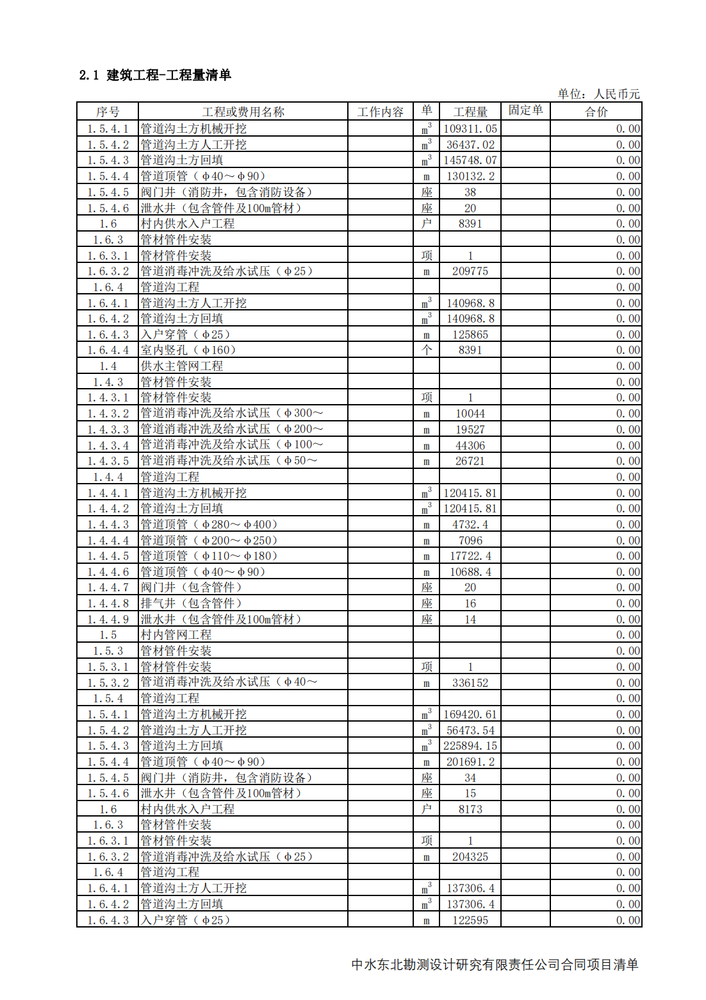 2.1 建筑工程-工程量清单
单位：人民币元
序号 工程或费用名称 工作内容 单 工程量 固定单 合价
1.5.4.1 管道沟土方机械开挖 m³ 109311.05 0.00
1.5.4.2 管道沟土方人工开挖 m³ 36437.02 0.00
1.5.4.3 管道沟土方回填 m³ 145748.07 0.00
1.5.4.4 管道顶管（φ40～φ90） m 130132.2 0.00
1.5.4.5 阀门井（消防井，包含消防设备） 座 38 0.00
1.5.4.6 泄水井（包含管件及100m管材） 座 20 0.00
1.6 村内供水入户工程 户 8391 0.00
1.6.3 管材管件安装 0.00
1.6.3.1 管材管件安装 项 1 0.00
1.6.3.2 管道消毒冲洗及给水试压（φ25） m 209775 0.00
1.6.4 管道沟工程 0.00
1.6.4.1 管道沟土方人工开挖 m³ 140968.8 0.00
1.6.4.2 管道沟土方回填 m³ 140968.8 0.00
1.6.4.3 入户穿管（φ25） m 125865 0.00
1.6.4.4 室内竖孔（φ160） 个 8391 0.00
1.4 供水主管网工程 0.00
1.4.3 管材管件安装 0.00
1.4.3.1 管材管件安装 项 1 0.00
1.4.3.2 管道消毒冲洗及给水试压（φ300～ m 10044 0.00
1.4.3.3 管道消毒冲洗及给水试压（φ200～ m 19527 0.00
1.4.3.4 管道消毒冲洗及给水试压（φ100～ m 44306 0.00
1.4.3.5 管道消毒冲洗及给水试压（φ50～ m 26721 0.00
1.4.4 管道沟工程 0.00
1.4.4.1 管道沟土方机械开挖 m³ 120415.81 0.00
1.4.4.2 管道沟土方回填 m³ 120415.81 0.00
1.4.4.3 管道顶管（φ280～φ400） m 4732.4 0.00
1.4.4.4 管道顶管（φ200～φ250） m 7096 0.00
1.4.4.5 管道顶管（φ110～φ180） m 17722.4 0.00
1.4.4.6 管道顶管（φ40～φ90） m 10688.4 0.00
1.4.4.7 阀门井（包含管件） 座 20 0.00
1.4.4.8 排气井（包含管件） 座 16 0.00
1.4.4.9 泄水井（包含管件及100m管材） 座 14 0.00
1.5 村内管网工程 0.00
1.5.3 管材管件安装 0.00
1.5.3.1 管材管件安装 项 1 0.00
1.5.3.2 管道消毒冲洗及给水试压（φ40～ m 336152 0.00
1.5.4 管道沟工程 0.00
1.5.4.1 管道沟土方机械开挖 m³ 169420.61 0.00
1.5.4.2 管道沟土方人工开挖 m³ 56473.54 0.00
1.5.4.3 管道沟土方回填 m³ 225894.15 0.00
1.5.4.4 管道顶管（φ40～φ90） m 201691.2 0.00
1.5.4.5 阀门井（消防井，包含消防设备） 座 34 0.00
1.5.4.6 泄水井（包含管件及100m管材） 座 15 0.00
1.6 村内供水入户工程 户 8173 0.00
1.6.3 管材管件安装 0.00
1.6.3.1 管材管件安装 项 1 0.00
1.6.3.2 管道消毒冲洗及给水试压（φ25） m 204325 0.00
1.6.4 管道沟工程 0.00
1.6.4.1 管道沟土方人工开挖 m³ 137306.4 0.00
1.6.4.2 管道沟土方回填 m³ 137306.4 0.00
1.6.4.3 入户穿管（φ25） m 122595 0.00
中水东北勘测设计研究有限责任公司合同项目清单